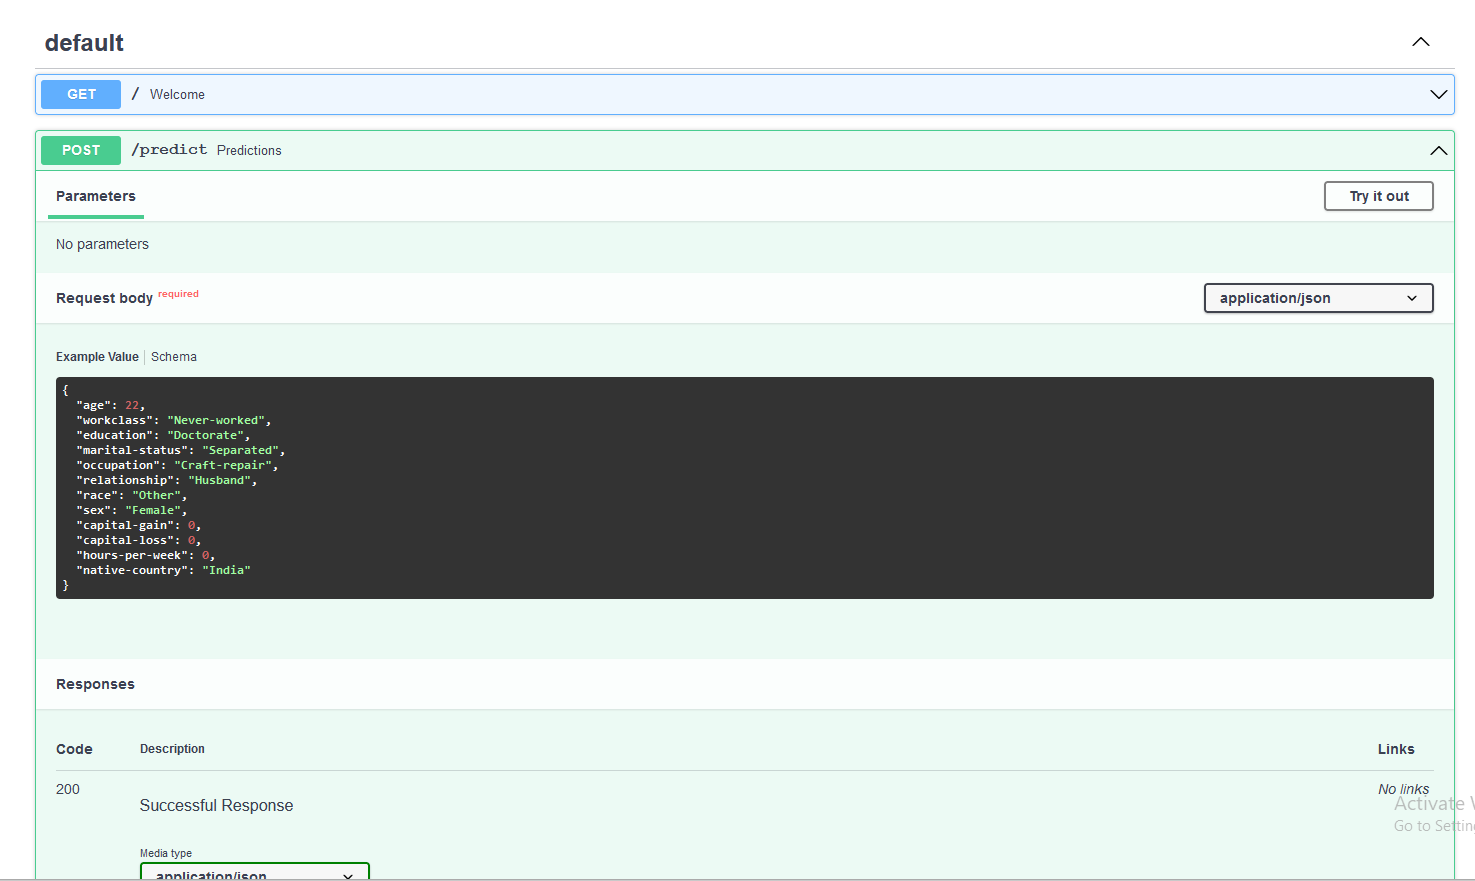 default
GET / Welcome
POST /predict Predictions
Parameters
Try it out
No parameters
Request body required
application/json
Example Value
Schema
{
  "age": 22,
  "workclass": "Never-worked",
  "education": "Doctorate",
  "marital-status": "Separated",
  "occupation": "Craft-repair",
  "relationship": "Husband",
  "race": "Other",
  "sex": "Female",
  "capital-gain": 0,
  "capital-loss": 0,
  "hours-per-week": 0,
  "native-country": "India"
}
Responses
Code Description Links
200
Successful Response
No links
Activate
Go to
Media type
application/json